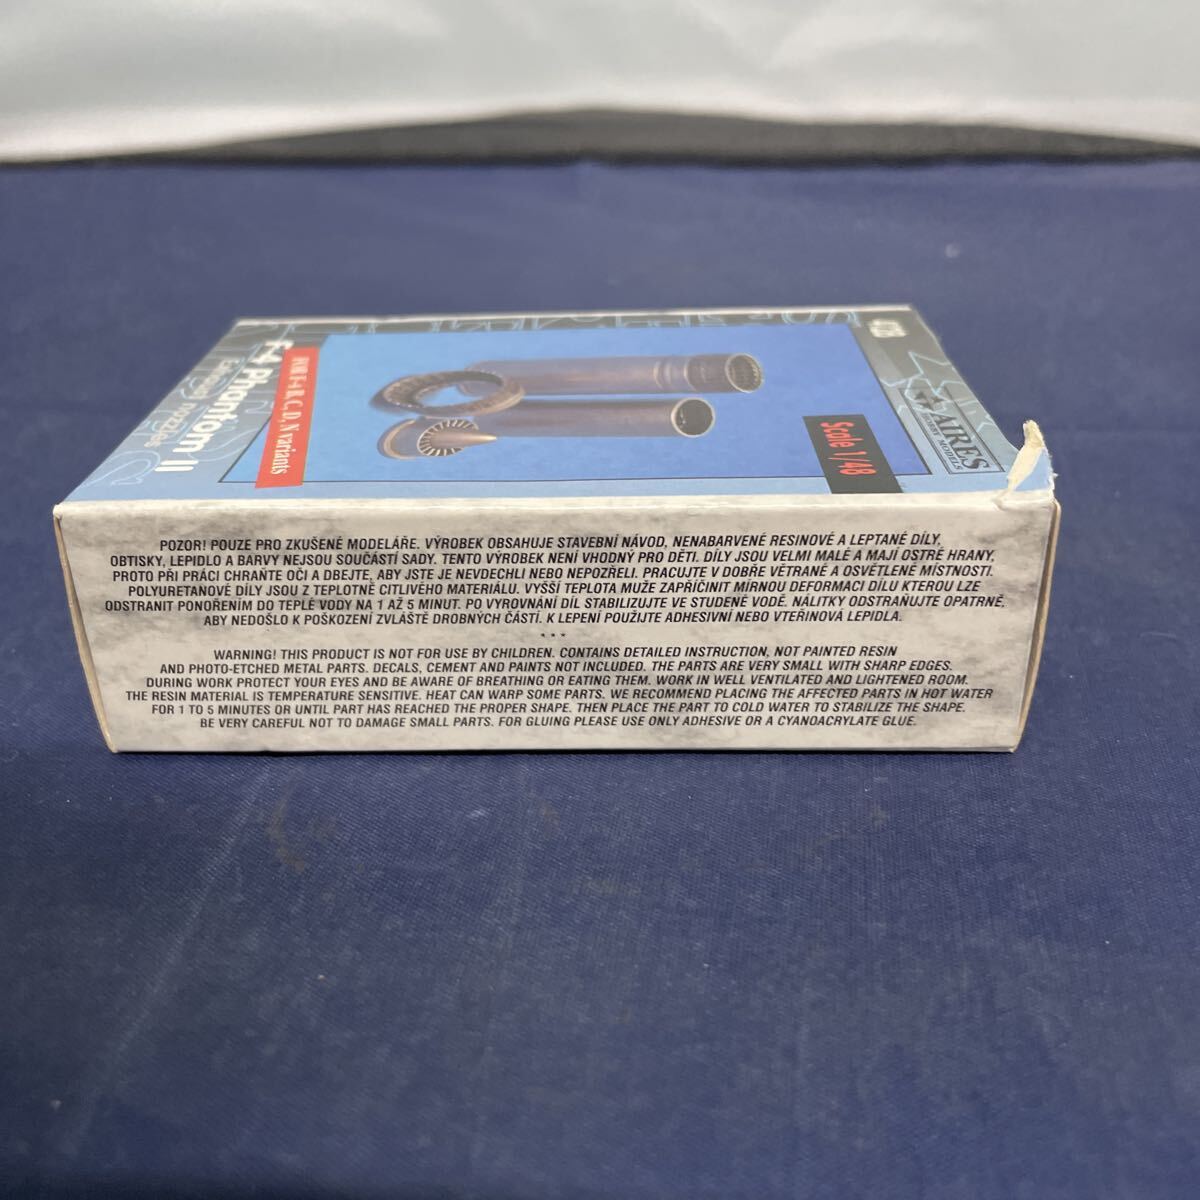 F-4 Phantom II
Exhaust nozzles
FOR F-4 B, C, D, N variants
Scale 1/48
AIRES
HOBBY MODELS
POZOR! POUZE PRO ZKUŠENÉ MODELÁŘE. VÝROBEK OBSAHUJE STAVEBNÍ NÁVOD, NENABARVENÉ RESINOVÉ A LEPTANÉ DÍLY,
OBTISKY, LEPIDLO A BARVY NEJSOU SOUČÁSTÍ SADY. TENTO VÝROBEK NENÍ VHODNÝ PRO DĚTI. DÍLY JSOU VELMI MALÉ A MAJÍ OSTRÉ HRANY,
PROTO PŘI PRÁCI CHRAŇTE OČI A DBEJTE, ABY JSTE JE NEVDECHLI NEBO NEPOZŘELI. PRACUJTE V DOBŘE VĚTRANÉ A OSVĚTLENÉ MÍSTNOSTI.
POLYURETANOVÉ DÍLY JSOU Z TEPLOTNĚ CITLIVÉHO MATERIÁLU. VYŠŠÍ TEPLOTA MUŽE ZAPŘÍČINIT MÍRNOU DEFORMACI DÍLU KTEROU LZE
ODSTRANIT PONOŘENÍM DO TEPLÉ VODY NA 1 AŽ 5 MINUT. PO VYROVNÁNÍ DÍL STABILIZUJTE VE STUDENÉ VODĚ. NÁLITKY ODSTRAŇUJTE OPATRNĚ,
ABY NEDOŠLO K POŠKOZENÍ ZVLÁŠTĚ DROBNÝCH ČÁSTÍ. K LEPENÍ POUŽIJTE ADHESIVNÍ NEBO VTEŘINOVÁ LEPIDLA.
***
WARNING! THIS PRODUCT IS NOT FOR USE BY CHILDREN. CONTAINS DETAILED INSTRUCTION, NOT PAINTED RESIN
AND PHOTO-ETCHED METAL PARTS. DECALS, CEMENT AND PAINTS NOT INCLUDED. THE PARTS ARE VERY SMALL WITH SHARP EDGES.
DURING WORK PROTECT YOUR EYES AND BE AWARE OF BREATHING OR EATING THEM. WORK IN WELL VENTILATED AND LIGHTENED ROOM.
THE RESIN MATERIAL IS TEMPERATURE SENSITIVE. HEAT CAN WARP SOME PARTS. WE RECOMMEND PLACING THE AFFECTED PARTS IN HOT WATER
FOR 1 TO 5 MINUTES OR UNTIL PART HAS REACHED THE PROPER SHAPE. THEN PLACE THE PART TO COLD WATER TO STABILIZE THE SHAPE.
BE VERY CAREFUL NOT TO DAMAGE SMALL PARTS. FOR GLUING PLEASE USE ONLY ADHESIVE OR A CYANOACRYLATE GLUE.